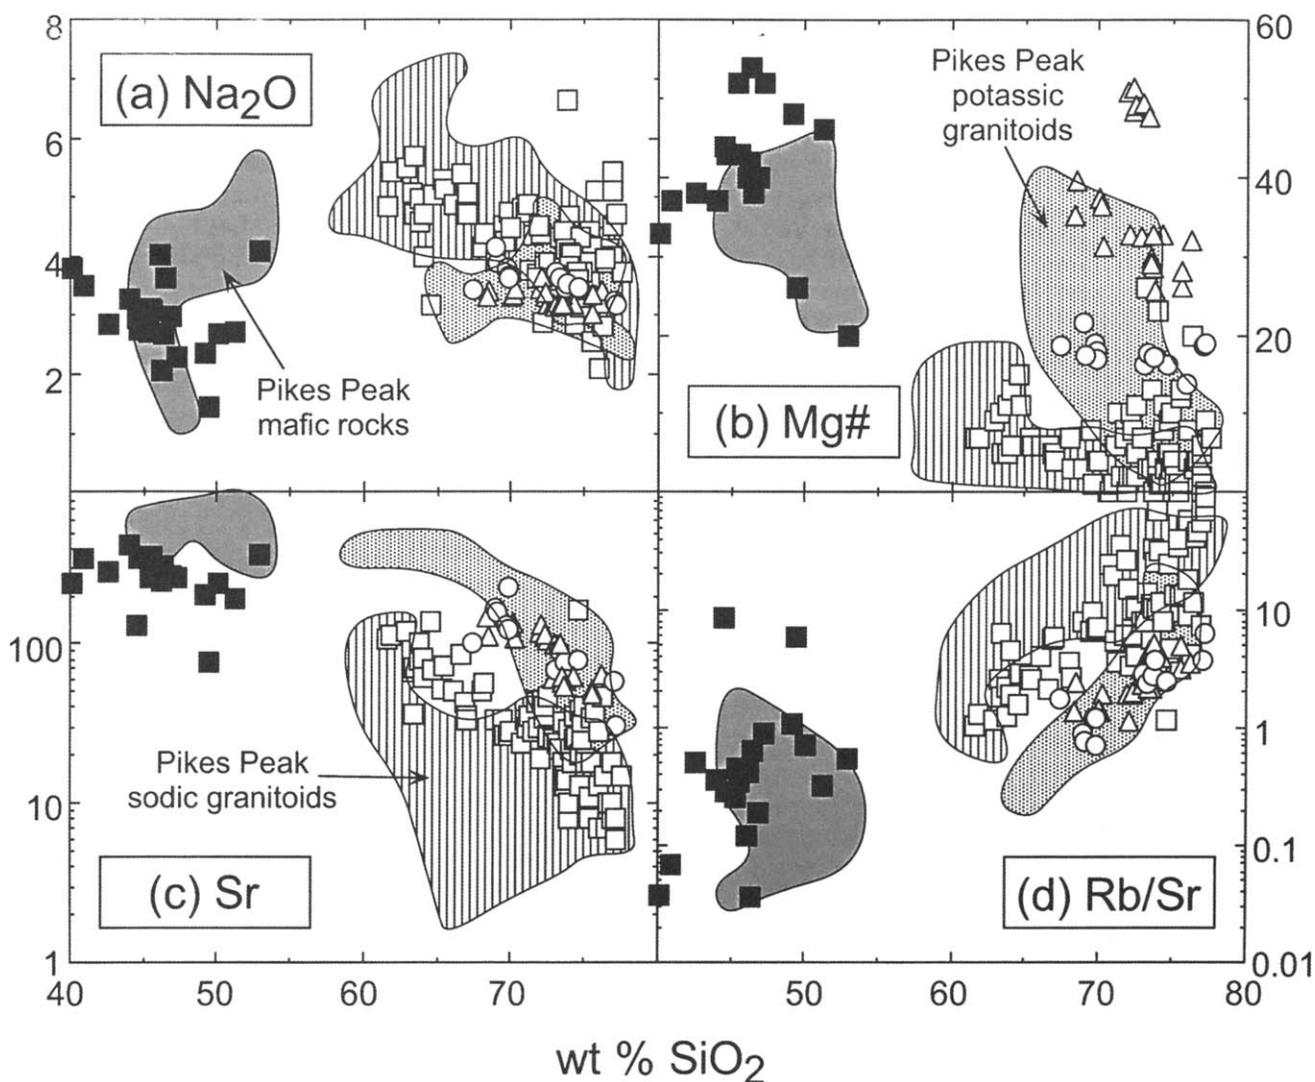 8
6
4
2
(a) Na2O
Pikes Peak
mafic rocks
60
40
20
Pikes Peak
potassic
granitoids
(b) Mg#
100
10
1
Pikes Peak
sodic granitoids
(c) Sr
10
1
0.1
0.01
(d) Rb/Sr
40 50 60 70 50 60 70 80
wt % SiO2